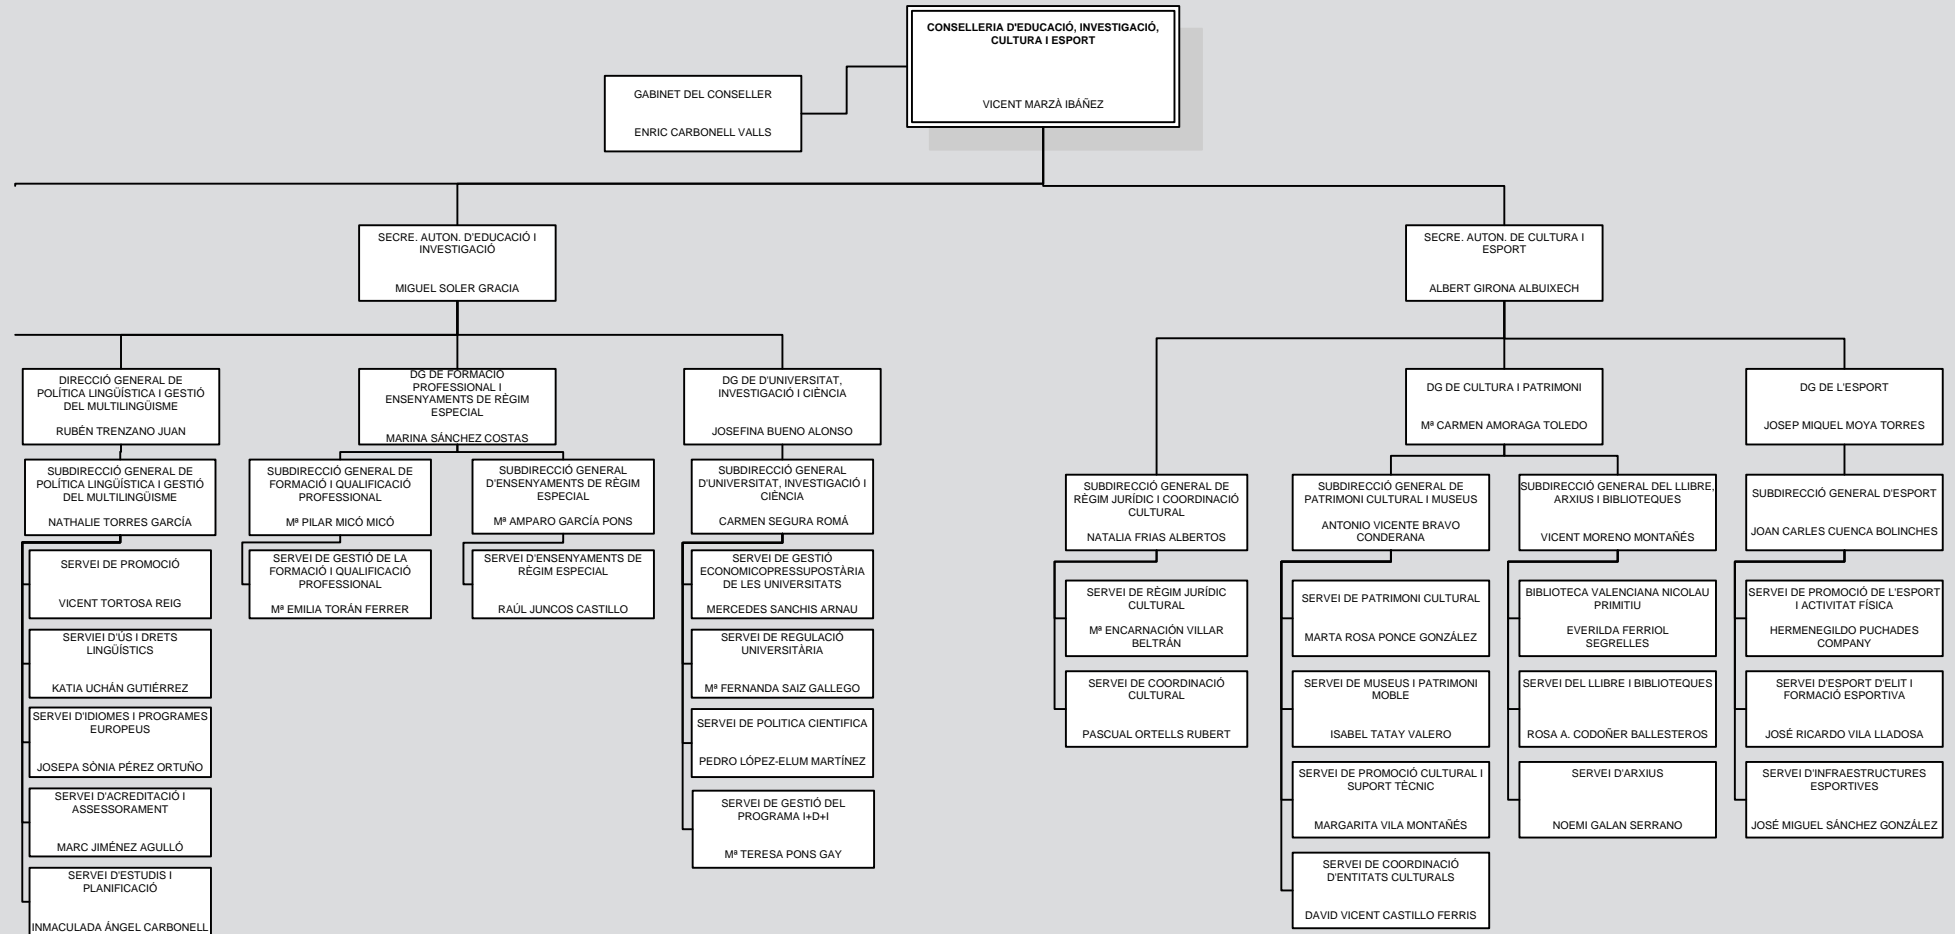 CONSELLERIA D'EDUCACIÓ, INVESTIGACIÓ,
CULTURA I ESPORT
VICENT MARZÀ IBÁÑEZ
GABINET DEL CONSELLER
ENRIC CARBONELL VALLS
SECRE. AUTON. D'EDUCACIÓ I
INVESTIGACIÓ
MIGUEL SOLER GRACIA
SECRE. AUTON. DE CULTURA I
ESPORT
ALBERT GIRONA ALBUIXECH
DIRECCIÓ GENERAL DE
POLÍTICA LINGÜÍSTICA I GESTIÓ
DEL MULTILINGÜISME
RUBÉN TRENZANO JUAN
DG DE FORMACIÓ
PROFESSIONAL I
ENSENYAMENTS DE RÈGIM
ESPECIAL
MARINA SÁNCHEZ COSTAS
DG DE D'UNIVERSITAT,
INVESTIGACIÓ I CIÈNCIA
JOSEFINA BUENO ALONSO
DG DE CULTURA I PATRIMONI
Mª CARMEN AMORAGA TOLEDO
DG DE L'ESPORT
JOSEP MIQUEL MOYA TORRES
SUBDIRECCIÓ GENERAL DE
POLÍTICA LINGÜÍSTICA I GESTIÓ
DEL MULTILINGÜISME
NATHALIE TORRES GARCÍA
SUBDIRECCIÓ GENERAL DE
FORMACIÓ I QUALIFICACIÓ
PROFESSIONAL
Mª PILAR MICÓ MICÓ
SUBDIRECCIÓ GENERAL
D'ENSENYAMENTS DE RÈGIM
ESPECIAL
Mª AMPARO GARCÍA PONS
SUBDIRECCIÓ GENERAL
D'UNIVERSITAT, INVESTIGACIÓ I
CIÈNCIA
CARMEN SEGURA ROMÁ
SUBDIRECCIÓ GENERAL DE
RÈGIM JURÍDIC I COORDINACIÓ
CULTURAL
NATALIA FRIAS ALBERTOS
SUBDIRECCIÓ GENERAL DE
PATRIMONI CULTURAL I MUSEUS
ANTONIO VICENTE BRAVO
CONDERANA
SUBDIRECCIÓ GENERAL DEL LLIBRE,
ARXIUS I BIBLIOTEQUES
VICENT MORENO MONTAÑÉS
SUBDIRECCIÓ GENERAL D'ESPORT
JOAN CARLES CUENCA BOLINCHES
SERVEI DE PROMOCIÓ
VICENT TORTOSA REIG
SERVIEI D'ÚS I DRETS
LINGÜÍSTICS
KATIA UCHÁN GUTIÉRREZ
SERVEI D'IDIOMES I PROGRAMES
EUROPEUS
JOSEPA SÒNIA PÉREZ ORTUÑO
SERVEI D'ACREDITACIÓ I
ASSESSORAMENT
MARC JIMÉNEZ AGULLÓ
SERVEI D'ESTUDIS I
PLANIFICACIÓ
INMACULADA ÁNGEL CARBONELL
SERVEI DE GESTIÓ DE LA
FORMACIÓ I QUALIFICACIÓ
PROFESSIONAL
Mª EMILIA TORÁN FERRER
SERVEI D'ENSENYAMENTS DE
RÈGIM ESPECIAL
RAÚL JUNCOS CASTILLO
SERVEI DE GESTIÓ
ECONOMICOPRESSUPOSTÀRIA
DE LES UNIVERSITATS
MERCEDES SANCHIS ARNAU
SERVEI DE REGULACIÓ
UNIVERSITÀRIA
Mª FERNANDA SAIZ GALLEGO
SERVEI DE POLITICA CIENTIFICA
PEDRO LÓPEZ-ELUM MARTÍNEZ
SERVEI DE GESTIÓ DEL
PROGRAMA I+D+I
Mª TERESA PONS GAY
SERVEI DE RÈGIM JURÍDIC
CULTURAL
Mª ENCARNACIÓN VILLAR
BELTRÁN
SERVEI DE COORDINACIÓ
CULTURAL
PASCUAL ORTELLS RUBERT
SERVEI DE PATRIMONI CULTURAL
MARTA ROSA PONCE GONZÁLEZ
SERVEI DE MUSEUS I PATRIMONI
MOBLE
ISABEL TATAY VALERO
SERVEI DE PROMOCIÓ CULTURAL I
SUPORT TÈCNIC
MARGARITA VILA MONTAÑÉS
SERVEI DE COORDINACIÓ
D'ENTITATS CULTURALS
DAVID VICENT CASTILLO FERRIS
BIBLIOTECA VALENCIANA NICOLAU
PRIMITIU
EVERILDA FERRIOL
SEGRELLES
SERVEI DEL LLIBRE I BIBLIOTEQUES
ROSA A. CODOÑER BALLESTEROS
SERVEI D'ARXIUS
NOEMI GALAN SERRANO
SERVEI DE PROMOCIÓ DE L'ESPORT
I ACTIVITAT FÍSICA
HERMENEGILDO PUCHADES
COMPANY
SERVEI D'ESPORT D'ELIT I
FORMACIÓ ESPORTIVA
JOSÉ RICARDO VILA LLADOSA
SERVEI D'INFRAESTRUCTURES
ESPORTIVES
JOSÉ MIGUEL SÁNCHEZ GONZÁLEZ